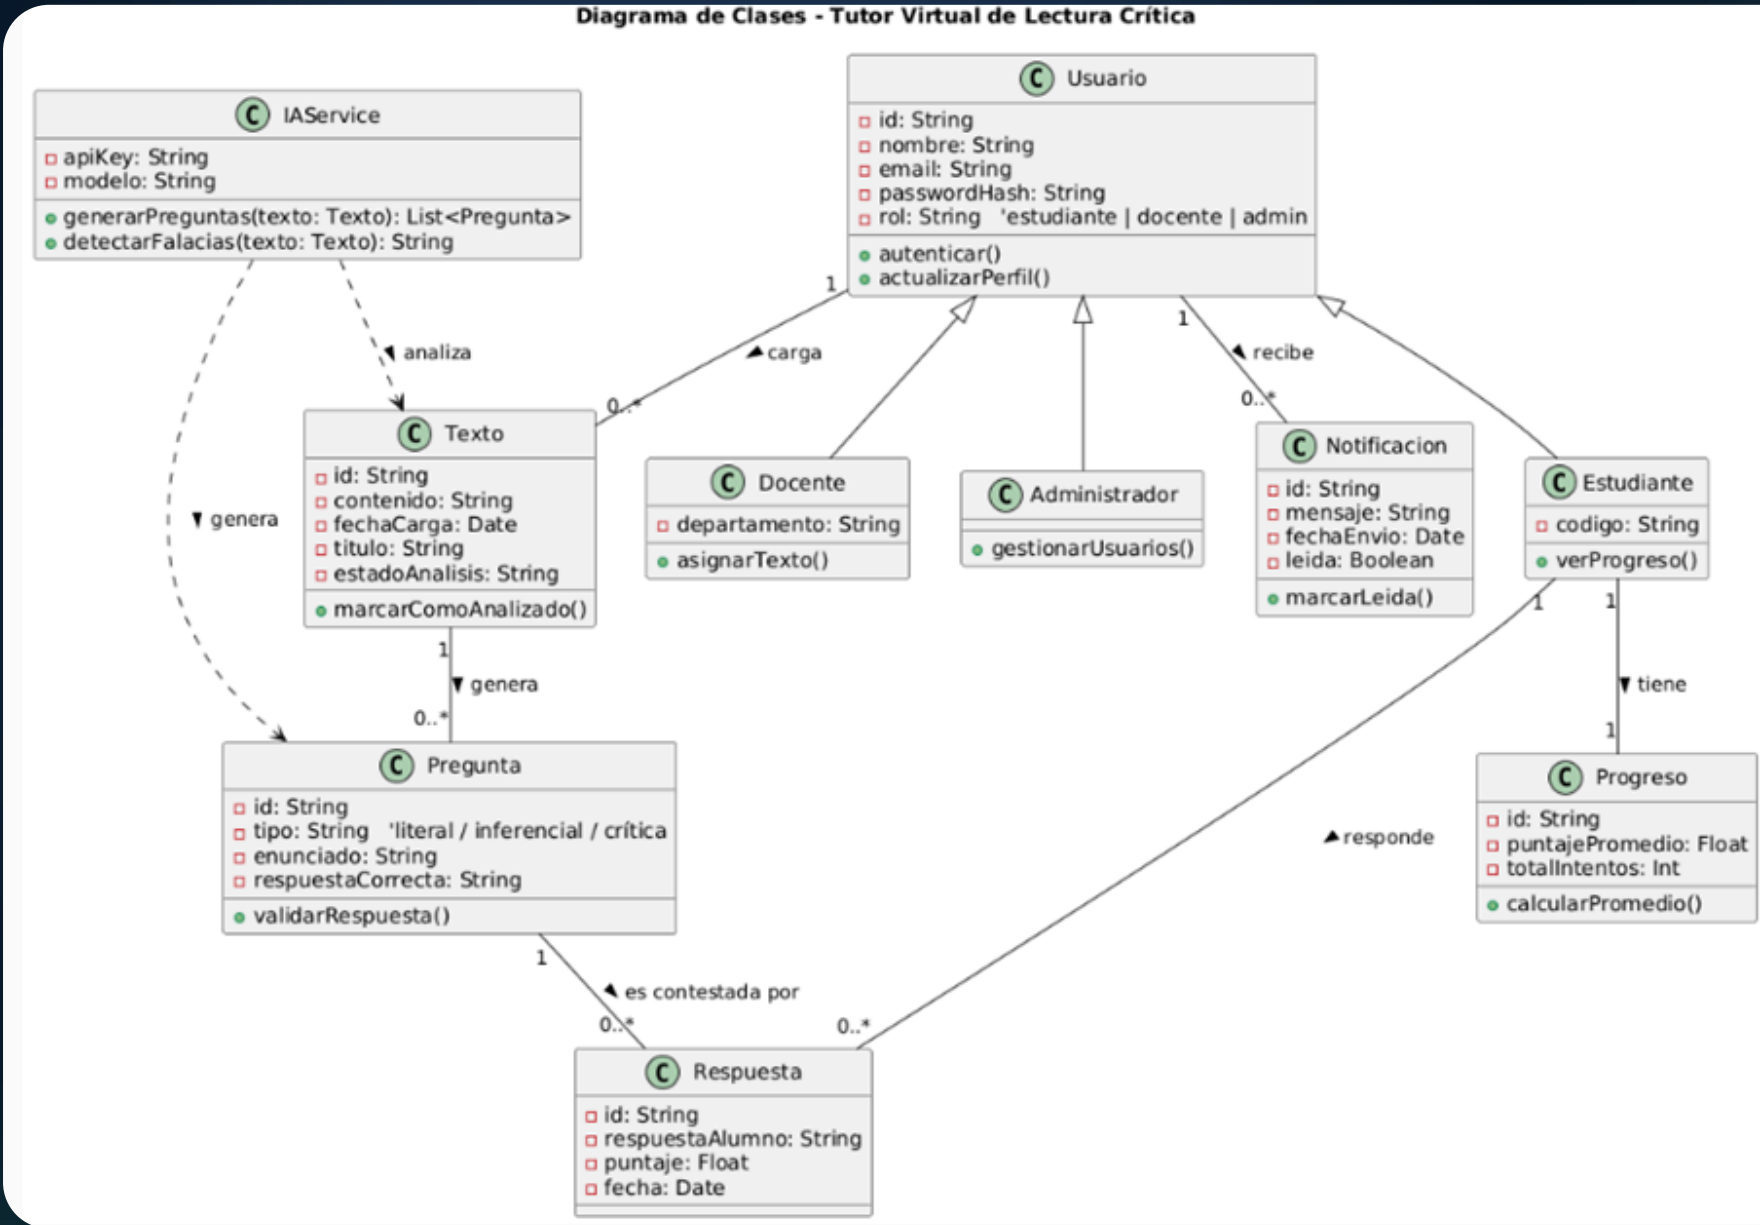 Diagrama de Clases - Tutor Virtual de Lectura Crítica
C IAService
apiKey: String
modelo: String
generarPreguntas(texto: Texto): List<Pregunta>
detectarFalacias(texto: Texto): String
C Usuario
id: String
nombre: String
email: String
passwordHash: String
rol: String 'estudiante | docente | admin
autenticar()
actualizarPerfil()
1
carga
0..*
1
recibe
0..*
analiza
genera
C Texto
id: String
contenido: String
fechaCarga: Date
titulo: String
estadoAnalisis: String
marcarComoAnalizado()
C Docente
departamento: String
asignarTexto()
C Administrador
gestionarUsuarios()
C Notificacion
id: String
mensaje: String
fechaEnvio: Date
leida: Boolean
marcarLeida()
C Estudiante
codigo: String
verProgreso()
1
genera
0..*
1
1
tiene
1
C Pregunta
id: String
tipo: String 'literal / inferencial / crítica
enunciado: String
respuestaCorrecta: String
validarRespuesta()
responde
C Progreso
id: String
puntajePromedio: Float
totalIntentos: Int
calcularPromedio()
1
es contestada por
0..*
0..*
C Respuesta
id: String
respuestaAlumno: String
puntaje: Float
fecha: Date